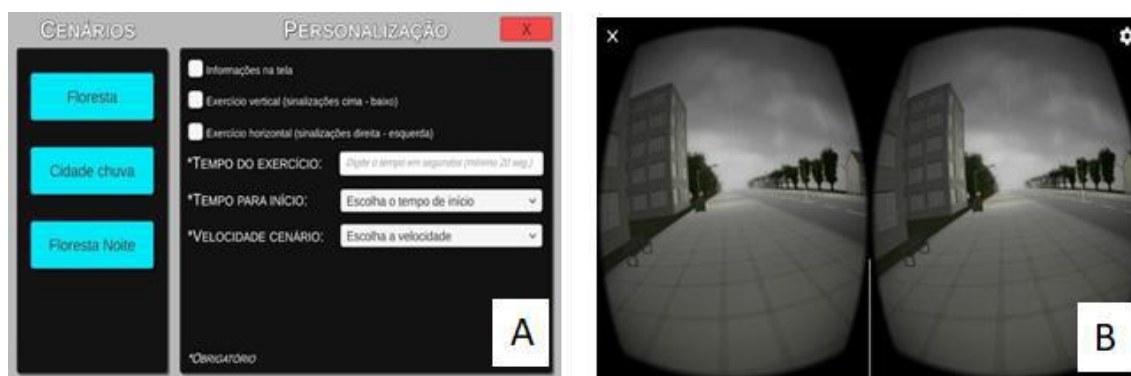 CENÁRIOS
PERSONALIZAÇÃO
X
Floresta
Cidade chuva
Floresta Noite
Informações na tela
Exercício vertical (sinalizações cima - baixo)
Exercício horizontal (sinalizações direita - esquerda)
*TEMPO DO EXERCÍCIO:
Digite o tempo em segundos (mínimo 20 seg.)
*TEMPO PARA INÍCIO:
Escolha o tempo de início
*VELOCIDADE CENÁRIO:
Escolha a velocidade
*OBRIGATÓRIO
A
X
B